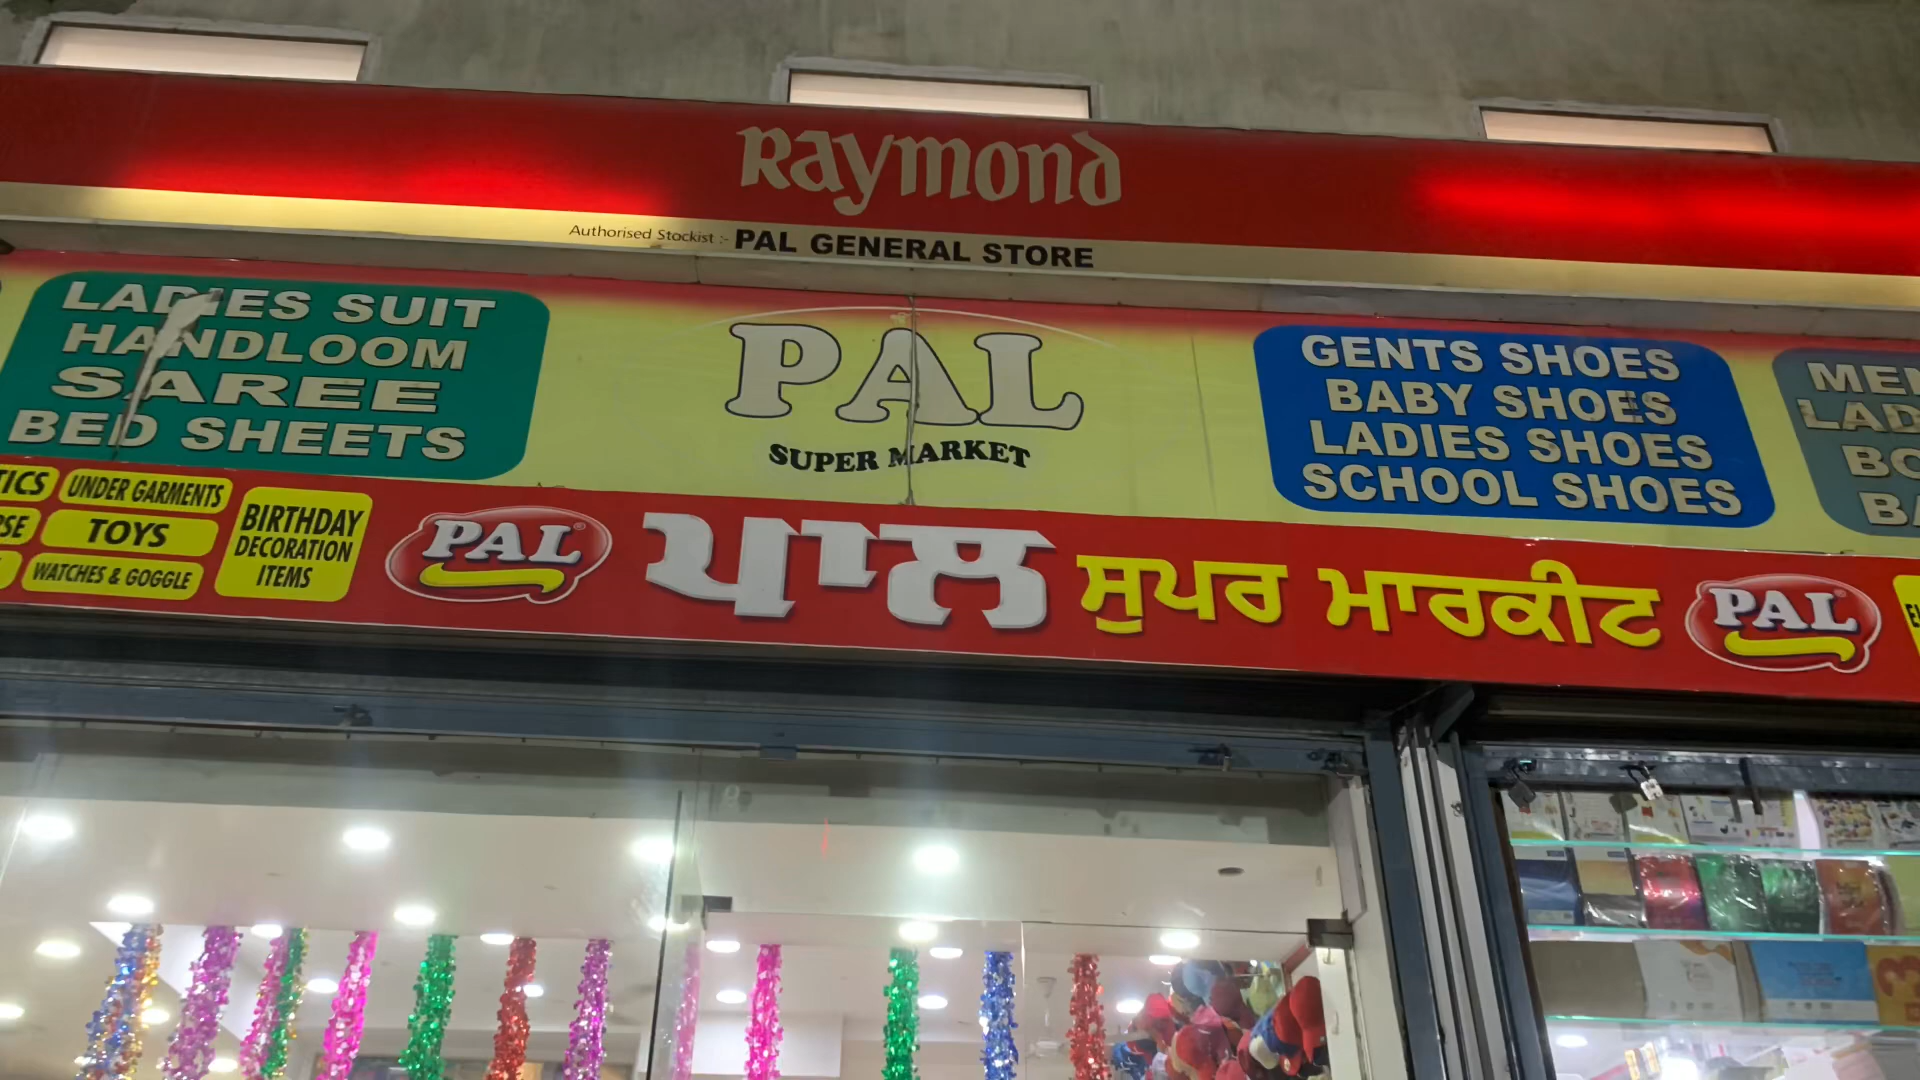 Raymond
Authorised Stockist :- PAL GENERAL STORE
LADIES SUIT
HANDLOOM
SAREE
BED SHEETS
PAL
SUPER MARKET
GENTS SHOES
BABY SHOES
LADIES SHOES
SCHOOL SHOES
UNDER GARMENTS
TOYS
WATCHES & GOGGLE
BIRTHDAY
DECORATION
ITEMS
PAL
ਪਾਲ ਸੁਪਰ ਮਾਰਕੀਟ
PAL